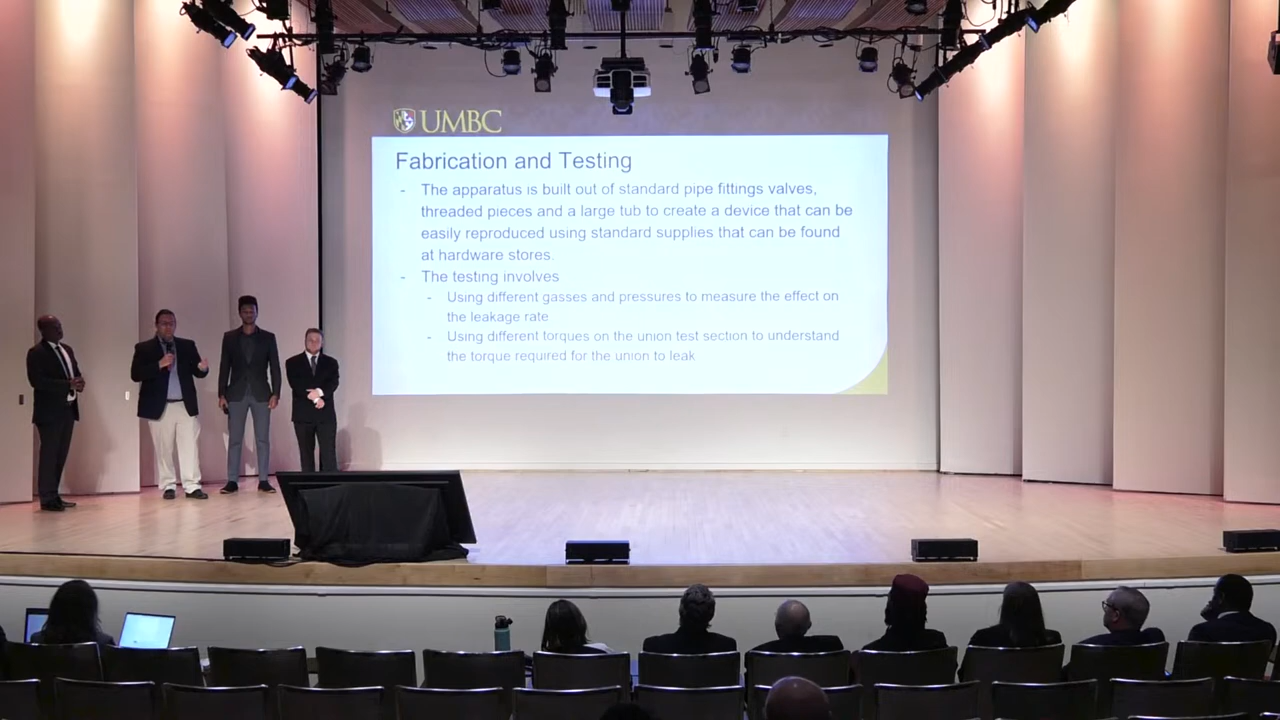 UMBC
Fabrication and Testing
- The apparatus is built out of standard pipe fittings valves,
threaded pieces and a large tub to create a device that can be
easily reproduced using standard supplies that can be found
at hardware stores.
- The testing involves
- Using different gasses and pressures to measure the effect on
the leakage rate
- Using different torques on the union test section to understand
the torque required for the union to leak